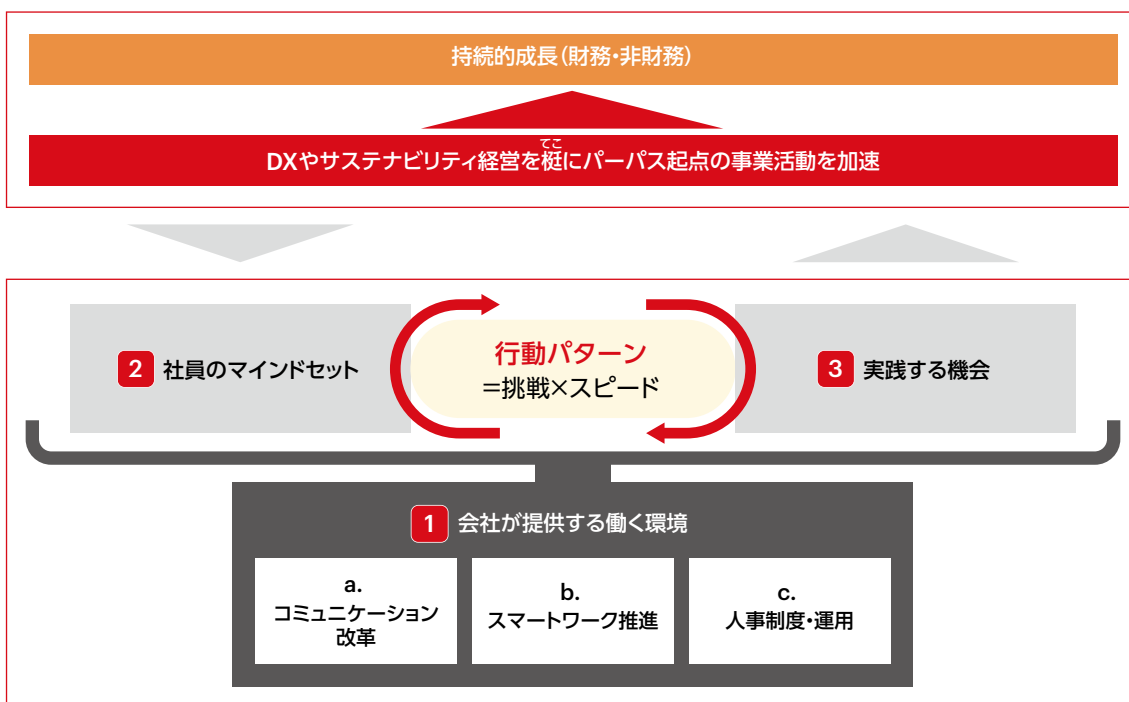 持続的成長（財務・非財務）
てこ
DXやサステナビリティ経営を梃にパーパス起点の事業活動を加速
2 社員のマインドセット
行動パターン
=挑戦×スピード
3 実践する機会
1 会社が提供する働く環境
a.
コミュニケーション
改革
b.
スマートワーク推進
c.
人事制度・運用